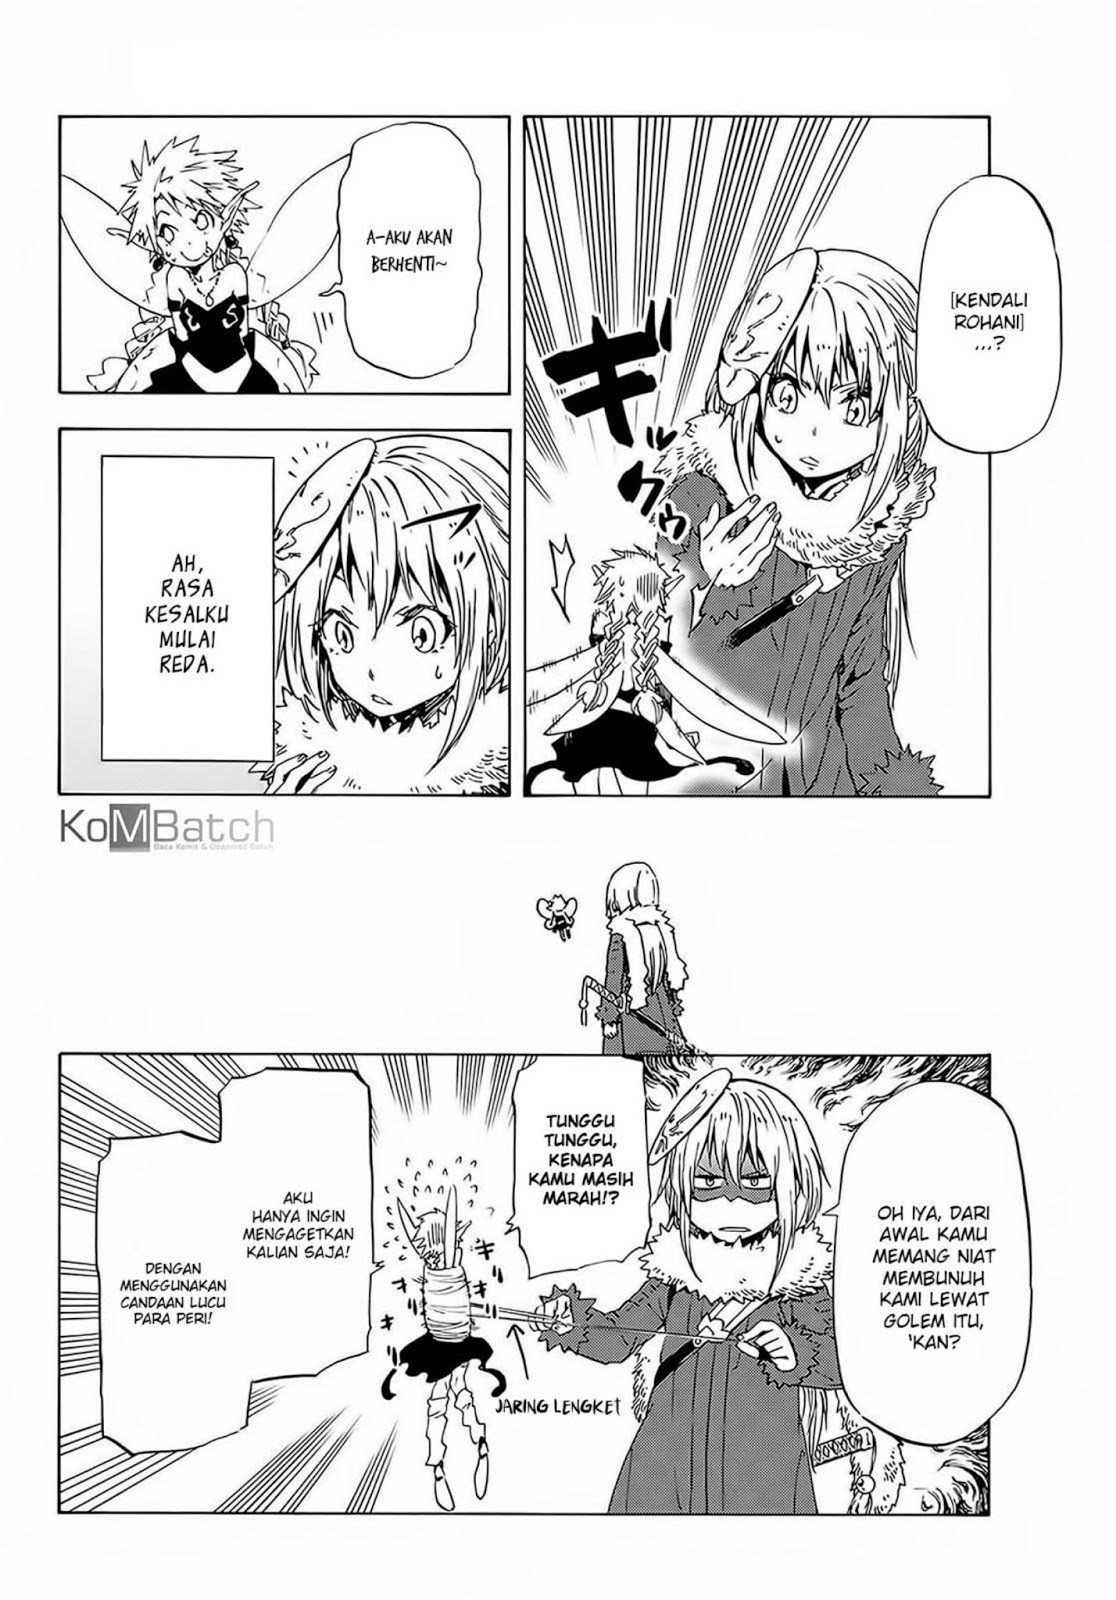 [KENDALI
ROHANI]
...?
ギ
ック
A-AKU AKAN
BERHENTI~
AH,
RASA
KESALKU
MULAI
REDA.
KoMBatch
Baca Komik & Download Batch
OH IYA, DARI
AWAL KAMU
MEMANG NIAT
MEMBUNUH
KAMI LEWAT
GOLEM ITU,
'KAN?
TUNGGU
TUNGGU,
KENAPA
KAMU MASIH
MARAH!?
AKU
HANYA INGIN
MENGAGETKAN
KALIAN SAJA!
DENGAN
MENGGUNAKAN
CANDAAN LUCU
PARA PERI!
JARING LENGKET